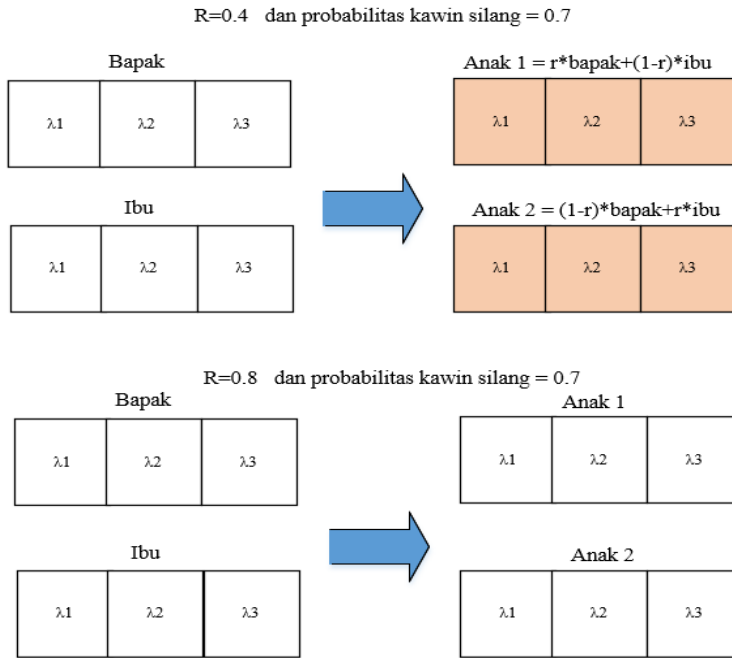 R=0.4 dan probabilitas kawin silang = 0.7
Bapak
λ1 λ2 λ3
Anak 1 = r*bapak+(1-r)*ibu
λ1 λ2 λ3
Ibu
λ1 λ2 λ3
Anak 2 = (1-r)*bapak+r*ibu
λ1 λ2 λ3
R=0.8 dan probabilitas kawin silang = 0.7
Bapak
λ1 λ2 λ3
Anak 1
λ1 λ2 λ3
Ibu
λ1 λ2 λ3
Anak 2
λ1 λ2 λ3